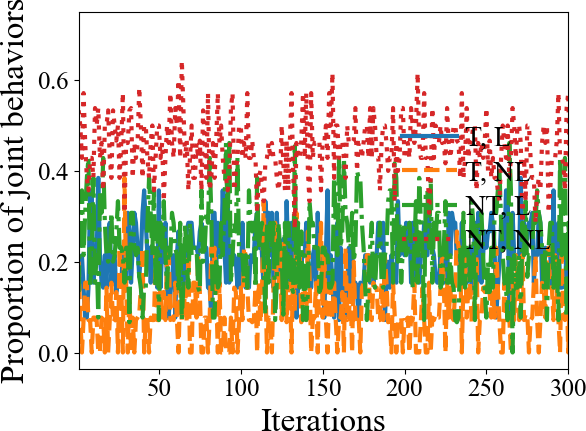 Proportion of joint behaviors
0.6
0.4
0.2
0.0
T, L
T, NL
NT, L
NT, NL
50
100
150
200
250
300
Iterations